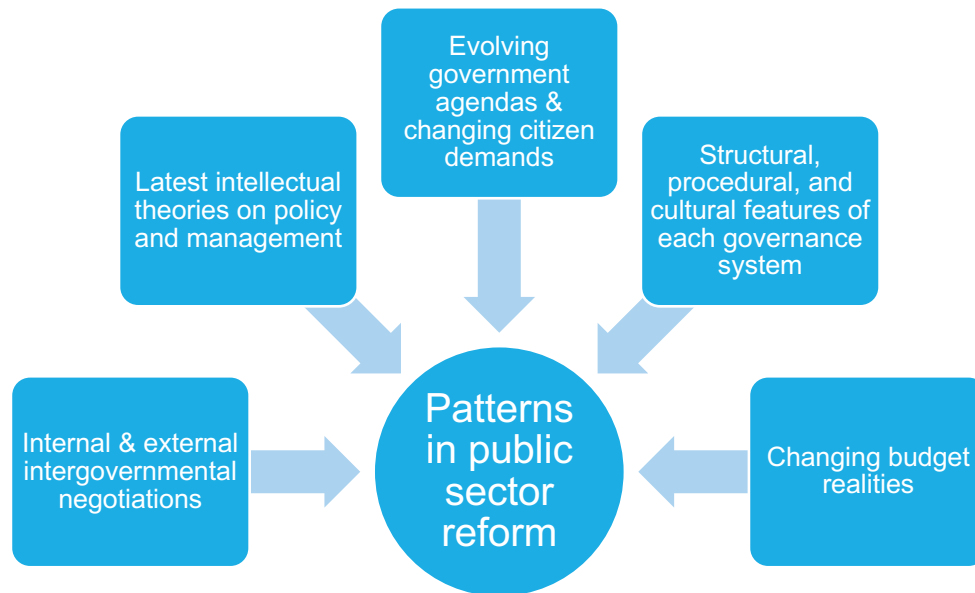 Evolving
government
agendas &
changing citizen
demands
Latest intellectual
theories on policy
and management
Structural,
procedural, and
cultural features of
each governance
system
Internal & external
intergovernmental
negotiations
Patterns
in public
sector
reform
Changing budget
realities